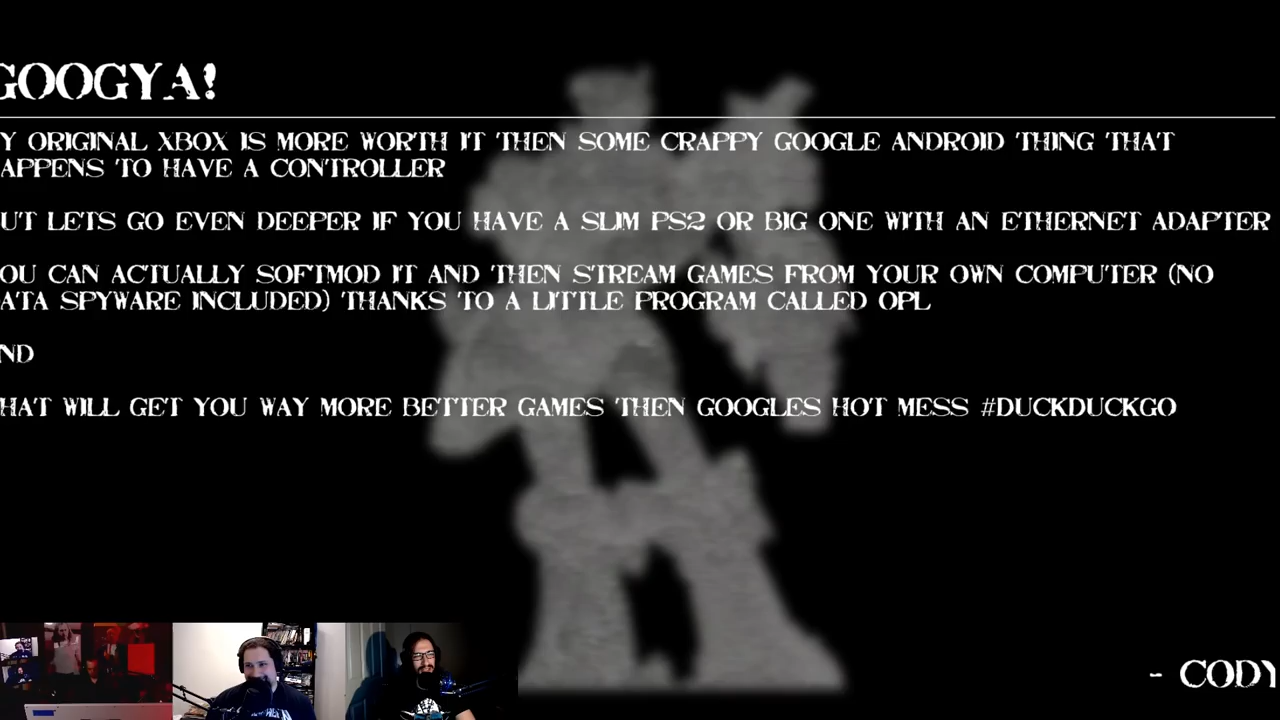 GOOGYA!
Y ORIGINAL XBOX IS MORE WORTH IT THEN SOME CRAPPY GOOGLE ANDROID THING THAT
APPENS TO HAVE A CONTROLLER
UT LETS GO EVEN DEEPER IF YOU HAVE A SLIM PS2 OR BIG ONE WITH AN ETHERNET ADAPTER
OU CAN ACTUALLY SOFTMOD IT AND THEN STREAM GAMES FROM YOUR OWN COMPUTER (NO
ATA SPYWARE INCLUDED) THANKS TO A LITTLE PROGRAM CALLED OPL
ND
HAT WILL GET YOU WAY MORE BETTER GAMES THEN GOOGLES HOT MESS #DUCKDUCKGO
- CODY